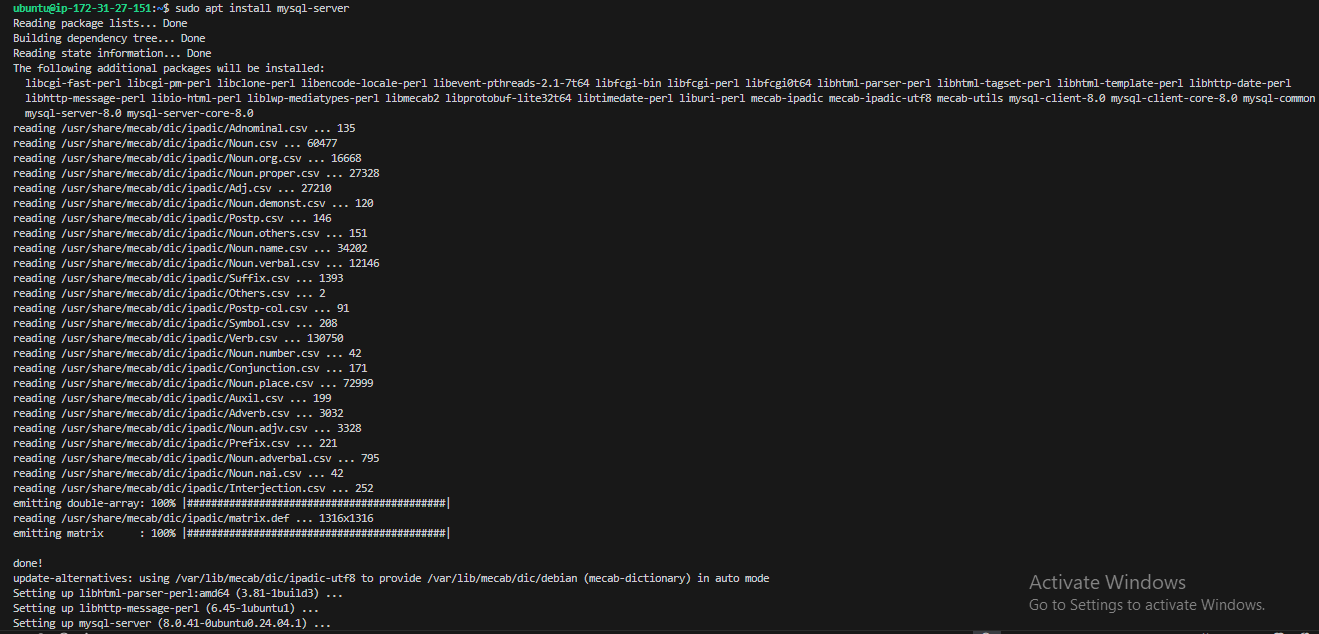 ubuntu@ip-172-31-27-151:~$ sudo apt install mysql-server
Reading package lists... Done
Building dependency tree... Done
Reading state information... Done
The following additional packages will be installed:
  libcgi-fast-perl libcgi-pm-perl libclone-perl libencode-locale-perl libevent-pthreads-2.1-7t64 libfcgi-bin libfcgi-perl libfcgi0t64 libhtml-parser-perl libhtml-tagset-perl libhtml-template-perl libhttp-date-perl
  libhttp-message-perl libio-html-perl liblwp-mediatypes-perl libmecab2 libprotobuf-lite32t64 libtimedate-perl liburi-perl mecab-ipadic mecab-ipadic-utf8 mecab-utils mysql-client-8.0 mysql-client-core-8.0 mysql-common
  mysql-server-8.0 mysql-server-core-8.0
reading /usr/share/mecab/dic/ipadic/Adnominal.csv ... 135
reading /usr/share/mecab/dic/ipadic/Noun.csv ... 60477
reading /usr/share/mecab/dic/ipadic/Noun.org.csv ... 16668
reading /usr/share/mecab/dic/ipadic/Noun.proper.csv ... 27328
reading /usr/share/mecab/dic/ipadic/Adj.csv ... 27210
reading /usr/share/mecab/dic/ipadic/Noun.demonst.csv ... 120
reading /usr/share/mecab/dic/ipadic/Postp.csv ... 146
reading /usr/share/mecab/dic/ipadic/Noun.others.csv ... 151
reading /usr/share/mecab/dic/ipadic/Noun.name.csv ... 34202
reading /usr/share/mecab/dic/ipadic/Noun.verbal.csv ... 12146
reading /usr/share/mecab/dic/ipadic/Suffix.csv ... 1393
reading /usr/share/mecab/dic/ipadic/Others.csv ... 2
reading /usr/share/mecab/dic/ipadic/Postp-col.csv ... 91
reading /usr/share/mecab/dic/ipadic/Symbol.csv ... 208
reading /usr/share/mecab/dic/ipadic/Verb.csv ... 130750
reading /usr/share/mecab/dic/ipadic/Noun.number.csv ... 42
reading /usr/share/mecab/dic/ipadic/Conjunction.csv ... 171
reading /usr/share/mecab/dic/ipadic/Noun.place.csv ... 72999
reading /usr/share/mecab/dic/ipadic/Auxil.csv ... 199
reading /usr/share/mecab/dic/ipadic/Adverb.csv ... 3032
reading /usr/share/mecab/dic/ipadic/Noun.adjv.csv ... 3328
reading /usr/share/mecab/dic/ipadic/Prefix.csv ... 221
reading /usr/share/mecab/dic/ipadic/Noun.adverbal.csv ... 795
reading /usr/share/mecab/dic/ipadic/Noun.nai.csv ... 42
reading /usr/share/mecab/dic/ipadic/Interjection.csv ... 252
emitting double-array: 100% |###########################################|
reading /usr/share/mecab/dic/ipadic/matrix.def ... 1316x1316
emitting matrix      : 100% |###########################################|
done!
update-alternatives: using /var/lib/mecab/dic/ipadic-utf8 to provide /var/lib/mecab/dic/debian (mecab-dictionary) in auto mode
Setting up libhtml-parser-perl:amd64 (3.81-1build3) ...
Setting up libhttp-message-perl (6.45-1ubuntu1) ...
Setting up mysql-server (8.0.41-0ubuntu0.24.04.1) ...
Activate Windows
Go to Settings to activate Windows.